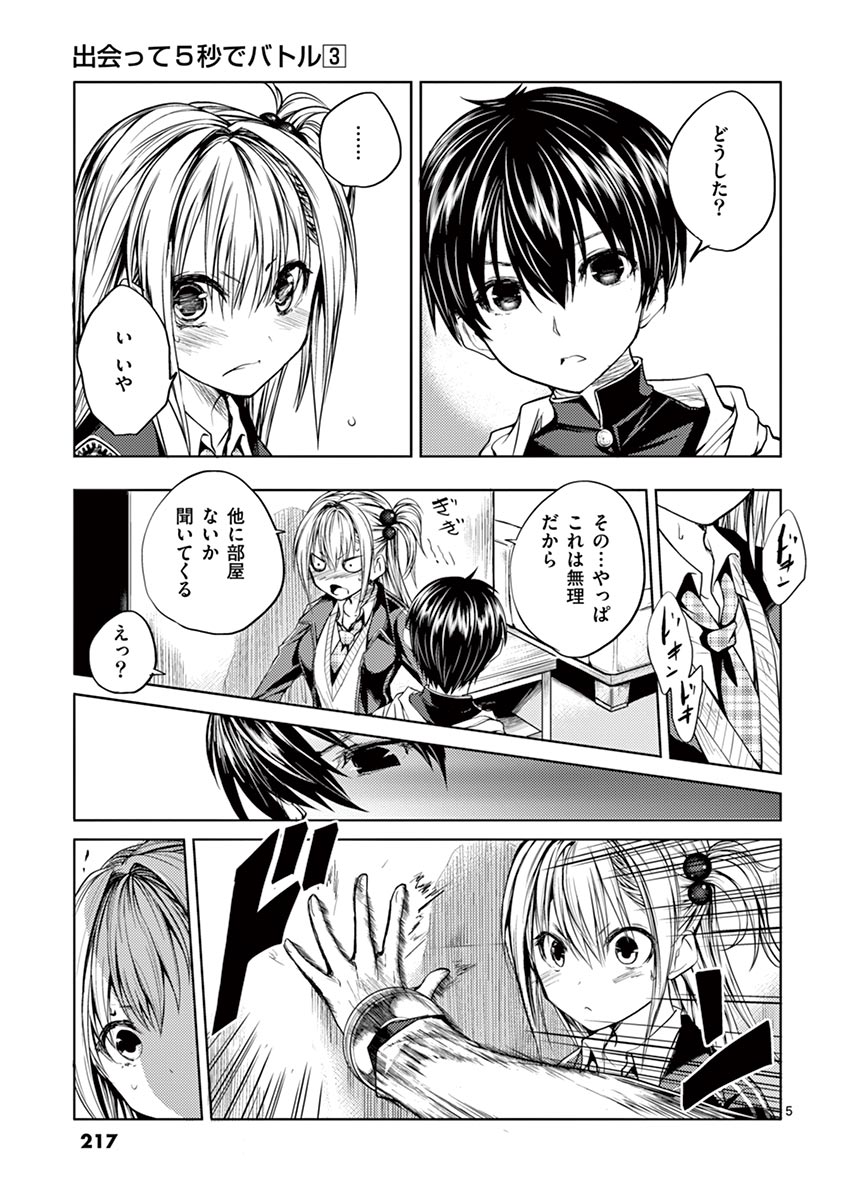 出会って5秒でバトル3
どうした?
……
い いや
ドキン
ドキン
ドキ
その…やっぱ
これは無理
だから
ぎぎ
他に部屋
ないか
聞いてくる
えっ?
ドン
5
217